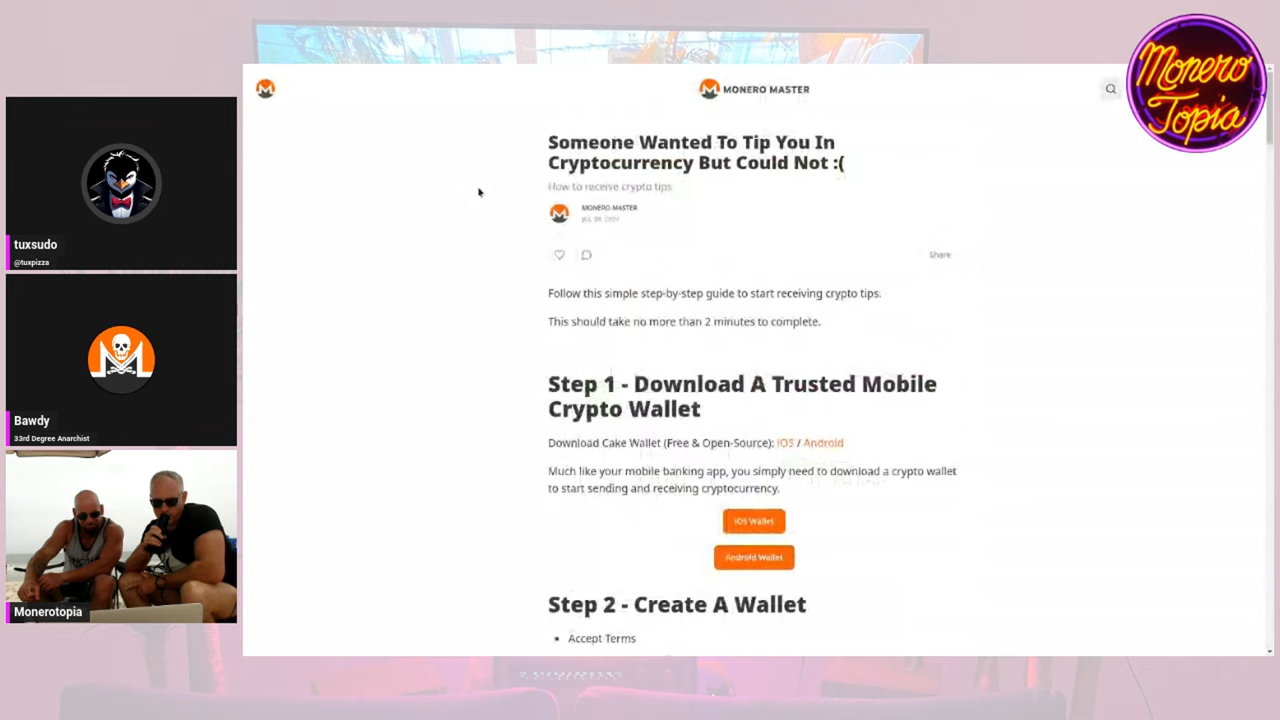 Monero
Topia
MONERO MASTER
Someone Wanted To Tip You In
Cryptocurrency But Could Not :(
How to receive crypto tips
MONERO MASTER
JUL 09, 2024
Share
Follow this simple step-by-step guide to start receiving crypto tips.
This should take no more than 2 minutes to complete.
Step 1 - Download A Trusted Mobile
Crypto Wallet
Download Cake Wallet (Free & Open-Source): iOS / Android
Much like your mobile banking app, you simply need to download a crypto wallet
to start sending and receiving cryptocurrency.
iOS Wallet
Android Wallet
Step 2 - Create A Wallet
Accept Terms
tuxsudo
@tuxpizza
Bawdy
33rd Degree Anarchist
Monerotopia